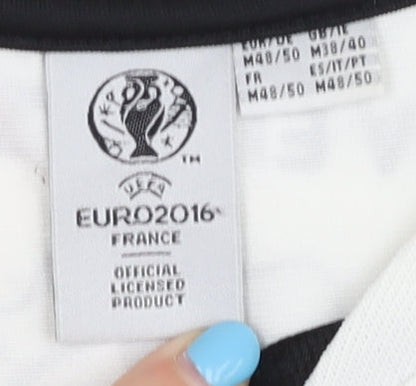 EUR/DE GB/IE
M48/50 M38/40
FR ES/IT/PT
M48/50 M48/50
TM
UEFA
EURO2016
FRANCE
OFFICIAL
LICENSED
PRODUCT